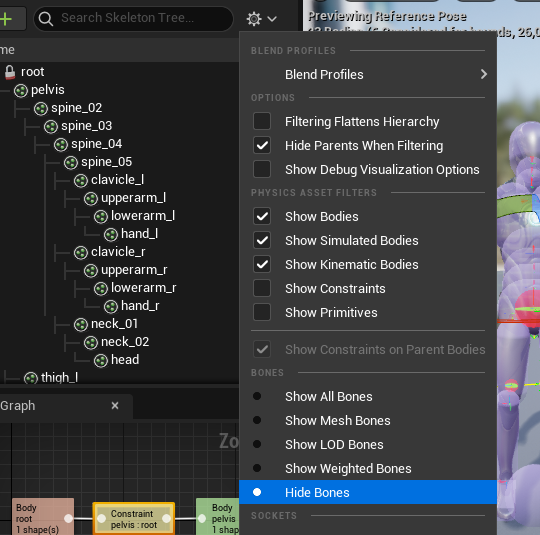 Search Skeleton Tree...
me
root
pelvis
spine_02
spine_03
spine_04
spine_05
clavicle_l
upperarm_l
lowerarm_l
hand_l
clavicle_r
upperarm_r
lowerarm_r
hand_r
neck_01
neck_02
head
thigh_l
BLEND PROFILES
Blend Profiles
OPTIONS
Filtering Flattens Hierarchy
Hide Parents When Filtering
Show Debug Visualization Options
PHYSICS ASSET FILTERS
Show Bodies
Show Simulated Bodies
Show Kinematic Bodies
Show Constraints
Show Primitives
Show Constraints on Parent Bodies
BONES
Show All Bones
Show Mesh Bones
Show LOD Bones
Show Weighted Bones
Hide Bones
SOCKETS
Previewing Reference Pose
26,0
Graph
Zo
Body
root
1 shape(s)
Constraint
pelvis : root
Body
pelvis
1 sha